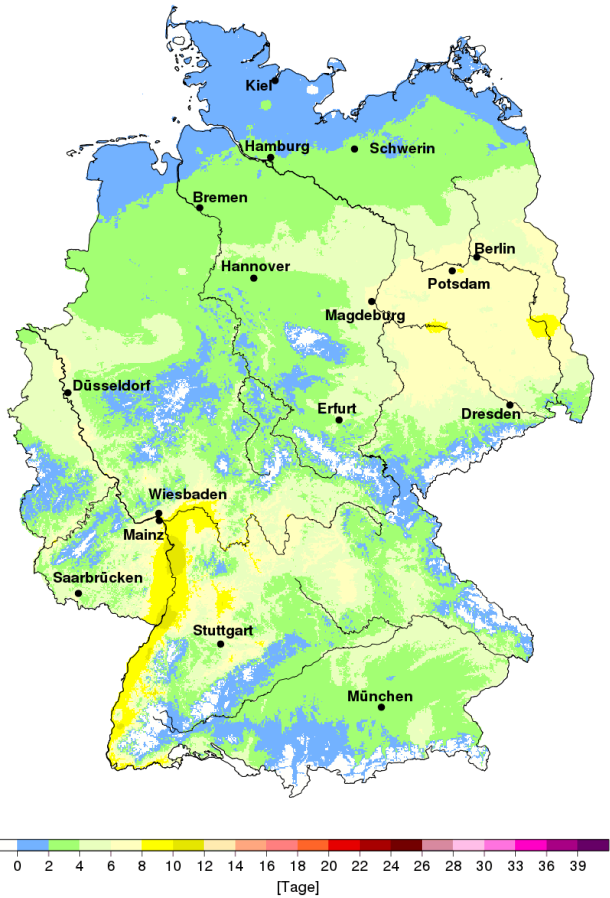 Kiel
Hamburg
Schwerin
Bremen
Berlin
Hannover
Potsdam
Magdeburg
Düsseldorf
Erfurt
Dresden
Wiesbaden
Mainz
Saarbrücken
Stuttgart
München
0 2 4 6 8 10 12 14 16 18 20 22 24 26 28 30 33 36 39
[Tage]